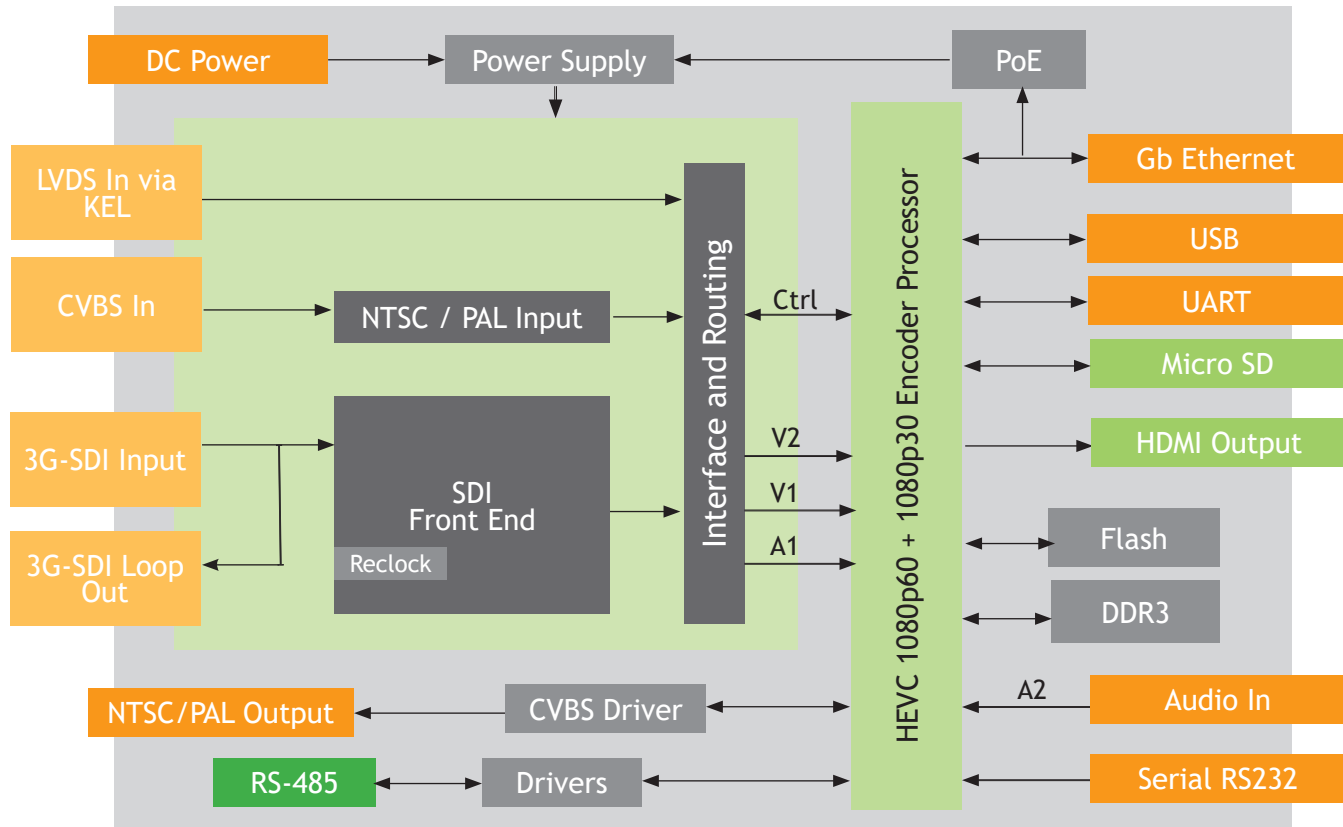 DC Power
Power Supply
PoE
LVDS In via
KEL
Gb Ethernet
USB
CVBS In
NTSC / PAL Input
Interface and Routing
Ctrl
HEVC 1080p60 + 1080p30 Encoder Processor
UART
Micro SD
3G-SDI Input
SDI
Front End
Reclock
V2
V1
A1
HDMI Output
Flash
3G-SDI Loop
Out
DDR3
NTSC/PAL Output
CVBS Driver
A2
Audio In
RS-485
Drivers
Serial RS232